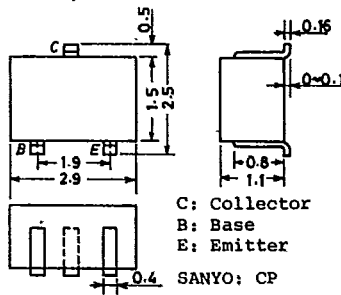 C
0.5
1.5
2.5
B
E
1.9
2.9
0.16
0~0.1
0.8
1.1
C: Collector
B: Base
E: Emitter
SANYO: CP
0.4